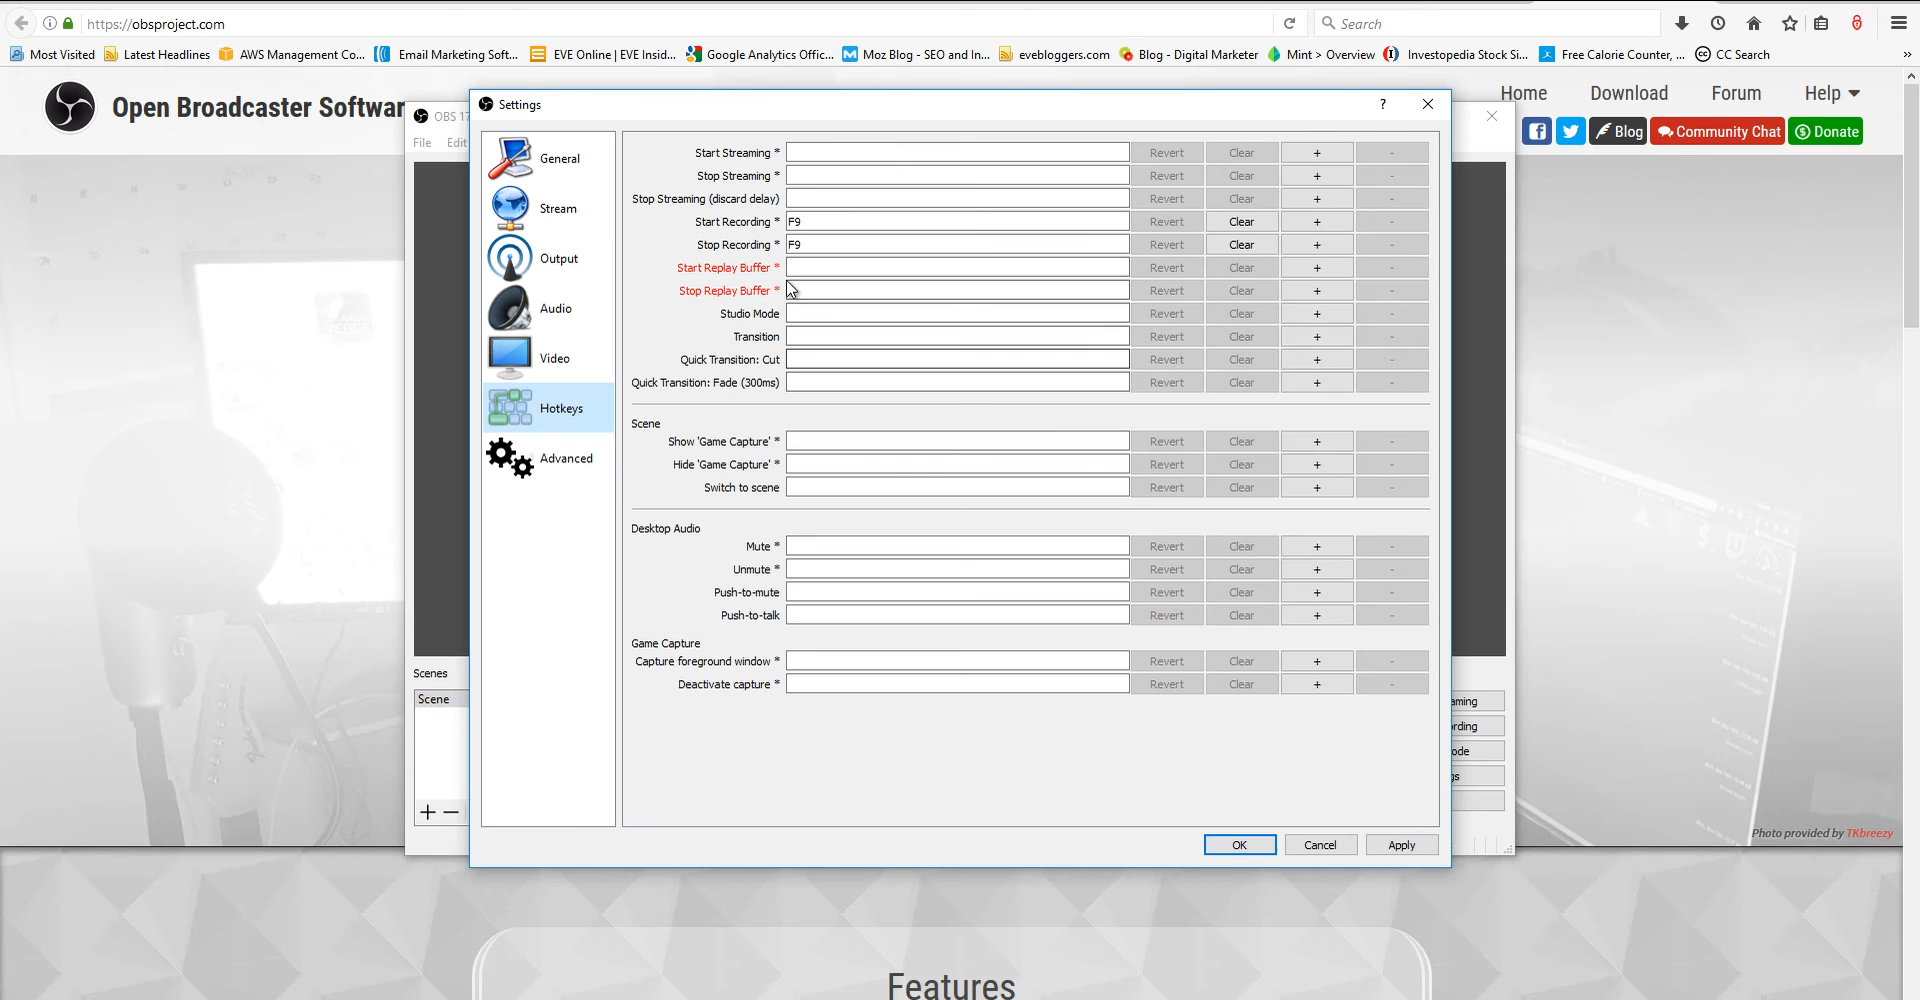 https://obsproject.com
Search
Most Visited
Latest Headlines
AWS Management Co...
Email Marketing Soft...
EVE Online | EVE Insid...
Google Analytics Offic...
Moz Blog - SEO and In...
evebloggers.com
Blog - Digital Marketer
Mint > Overview
Investopedia Stock Si...
Free Calorie Counter, ...
CC Search
Open Broadcaster Softwar
Home
Download
Forum
Help
Blog
Community Chat
Donate
OBS 17
File
Edit
Settings
General
Stream
Output
Audio
Video
Hotkeys
Advanced
Start Streaming * Revert Clear + -
Stop Streaming * Revert Clear + -
Stop Streaming (discard delay) Revert Clear + -
Start Recording * F9 Revert Clear + -
Stop Recording * F9 Revert Clear + -
Start Replay Buffer * Revert Clear + -
Stop Replay Buffer * Revert Clear + -
Studio Mode Revert Clear + -
Transition Revert Clear + -
Quick Transition: Cut Revert Clear + -
Quick Transition: Fade (300ms) Revert Clear + -
Scene
Show 'Game Capture' * Revert Clear + -
Hide 'Game Capture' * Revert Clear + -
Switch to scene Revert Clear + -
Desktop Audio
Mute * Revert Clear + -
Unmute * Revert Clear + -
Push-to-mute Revert Clear + -
Push-to-talk Revert Clear + -
Game Capture
Capture foreground window * Revert Clear + -
Deactivate capture * Revert Clear + -
OK
Cancel
Apply
Scenes
Scene
aming
rding
ode
gs
Photo provided by TKbreezy
Features